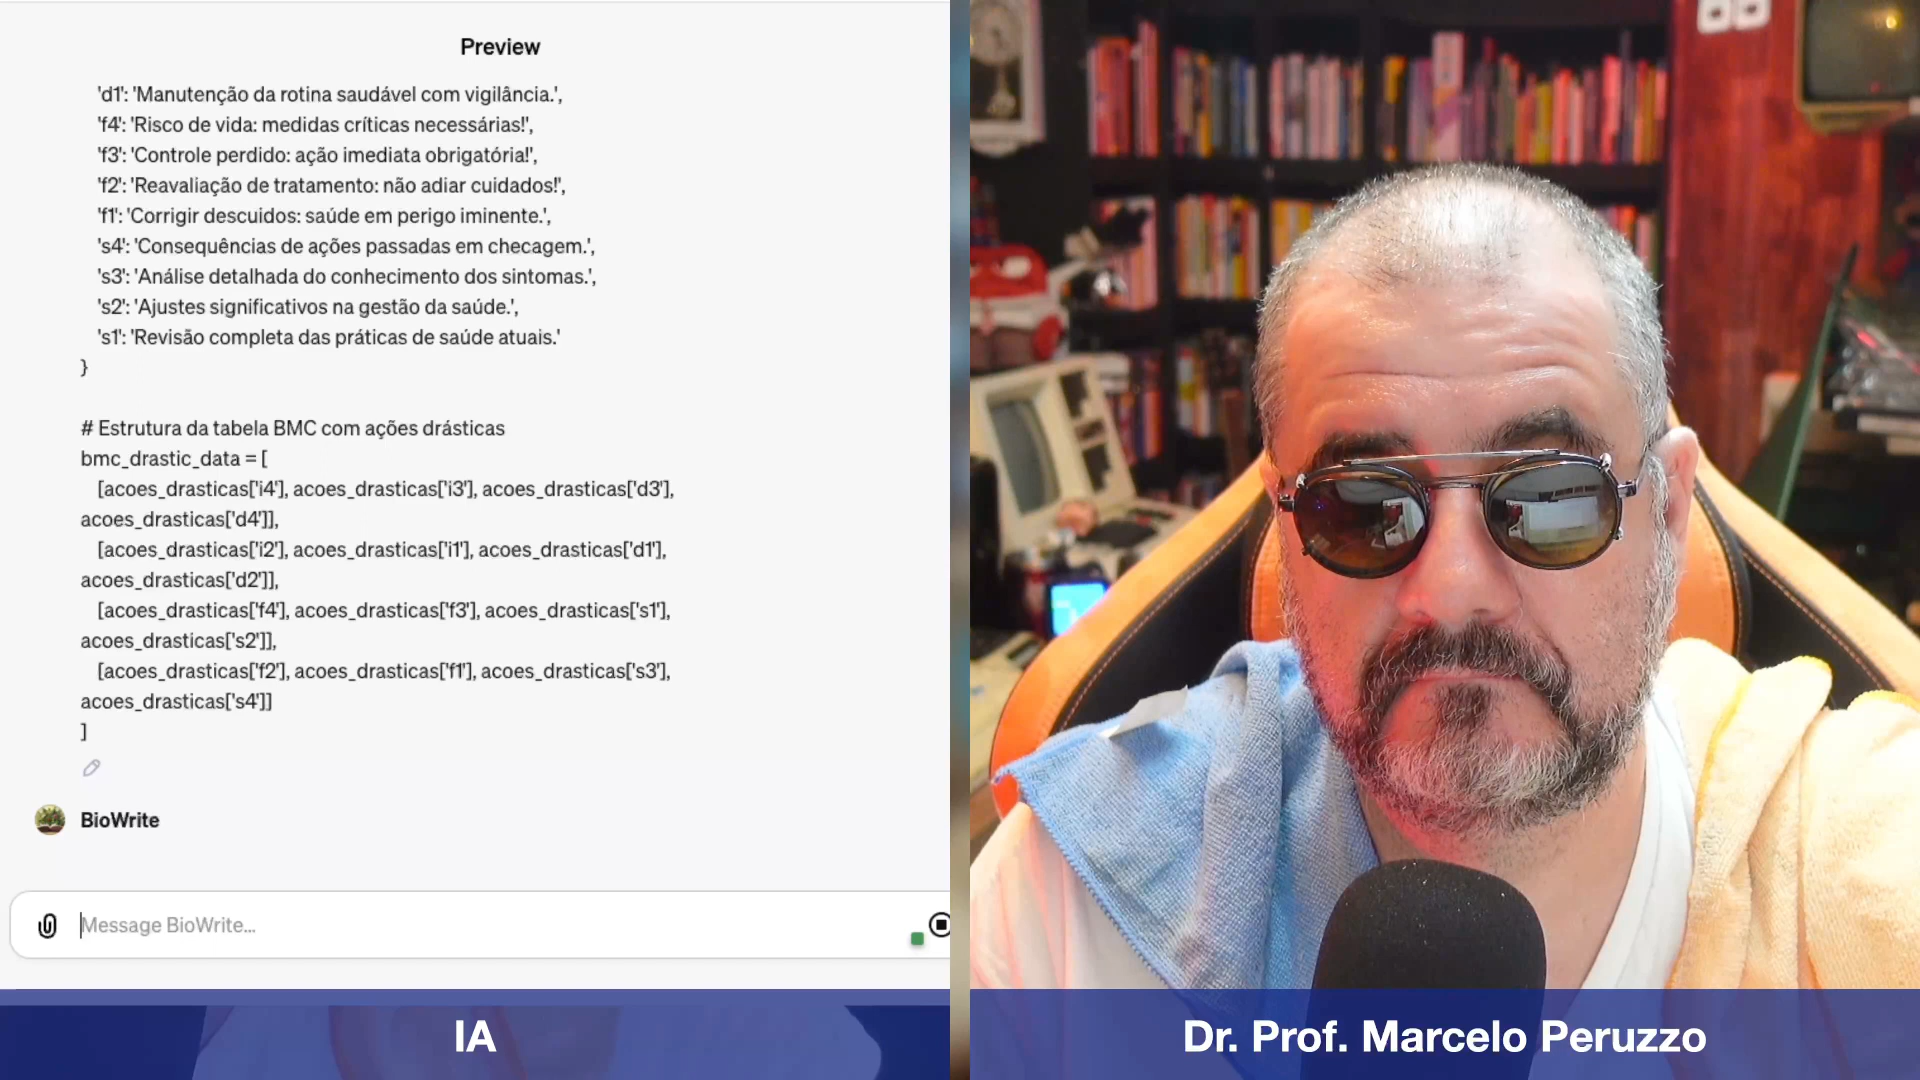 Preview
'd1': 'Manutenção da rotina saudável com vigilância.',
'f4': 'Risco de vida: medidas críticas necessárias!',
'f3': 'Controle perdido: ação imediata obrigatória!',
'f2': 'Reavaliação de tratamento: não adiar cuidados!',
'f1': 'Corrigir descuidos: saúde em perigo iminente.',
's4': 'Consequências de ações passadas em checagem.',
's3': 'Análise detalhada do conhecimento dos sintomas.',
's2': 'Ajustes significativos na gestão da saúde.',
's1': 'Revisão completa das práticas de saúde atuais.'
}
# Estrutura da tabela BMC com ações drásticas
bmc_drastic_data = [
[acoes_drasticas['i4'], acoes_drasticas['i3'], acoes_drasticas['d3'],
acoes_drasticas['d4']],
[acoes_drasticas['i2'], acoes_drasticas['i1'], acoes_drasticas['d1'],
acoes_drasticas['d2']],
[acoes_drasticas['f4'], acoes_drasticas['f3'], acoes_drasticas['s1'],
acoes_drasticas['s2']],
[acoes_drasticas['f2'], acoes_drasticas['f1'], acoes_drasticas['s3'],
acoes_drasticas['s4']]
]
BioWrite
Message BioWrite...
IA
Dr. Prof. Marcelo Peruzzo